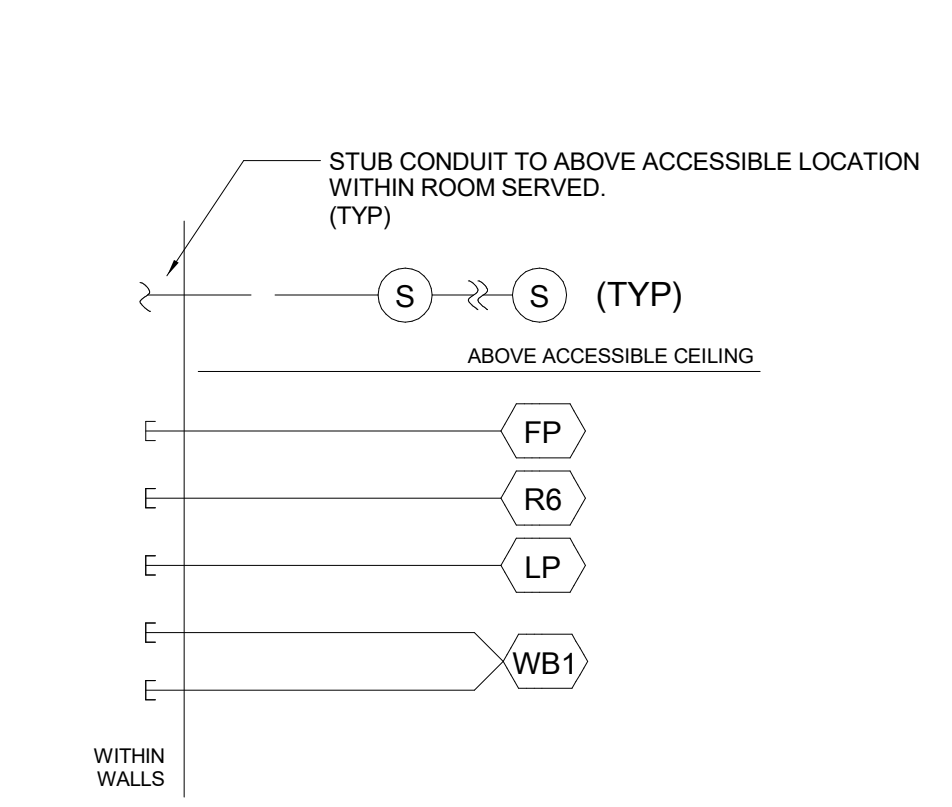 STUB CONDUIT TO ABOVE ACCESSIBLE LOCATION
WITHIN ROOM SERVED.
(TYP)
S S (TYP)
ABOVE ACCESSIBLE CEILING
FP
R6
LP
WB1
WITHIN
WALLS